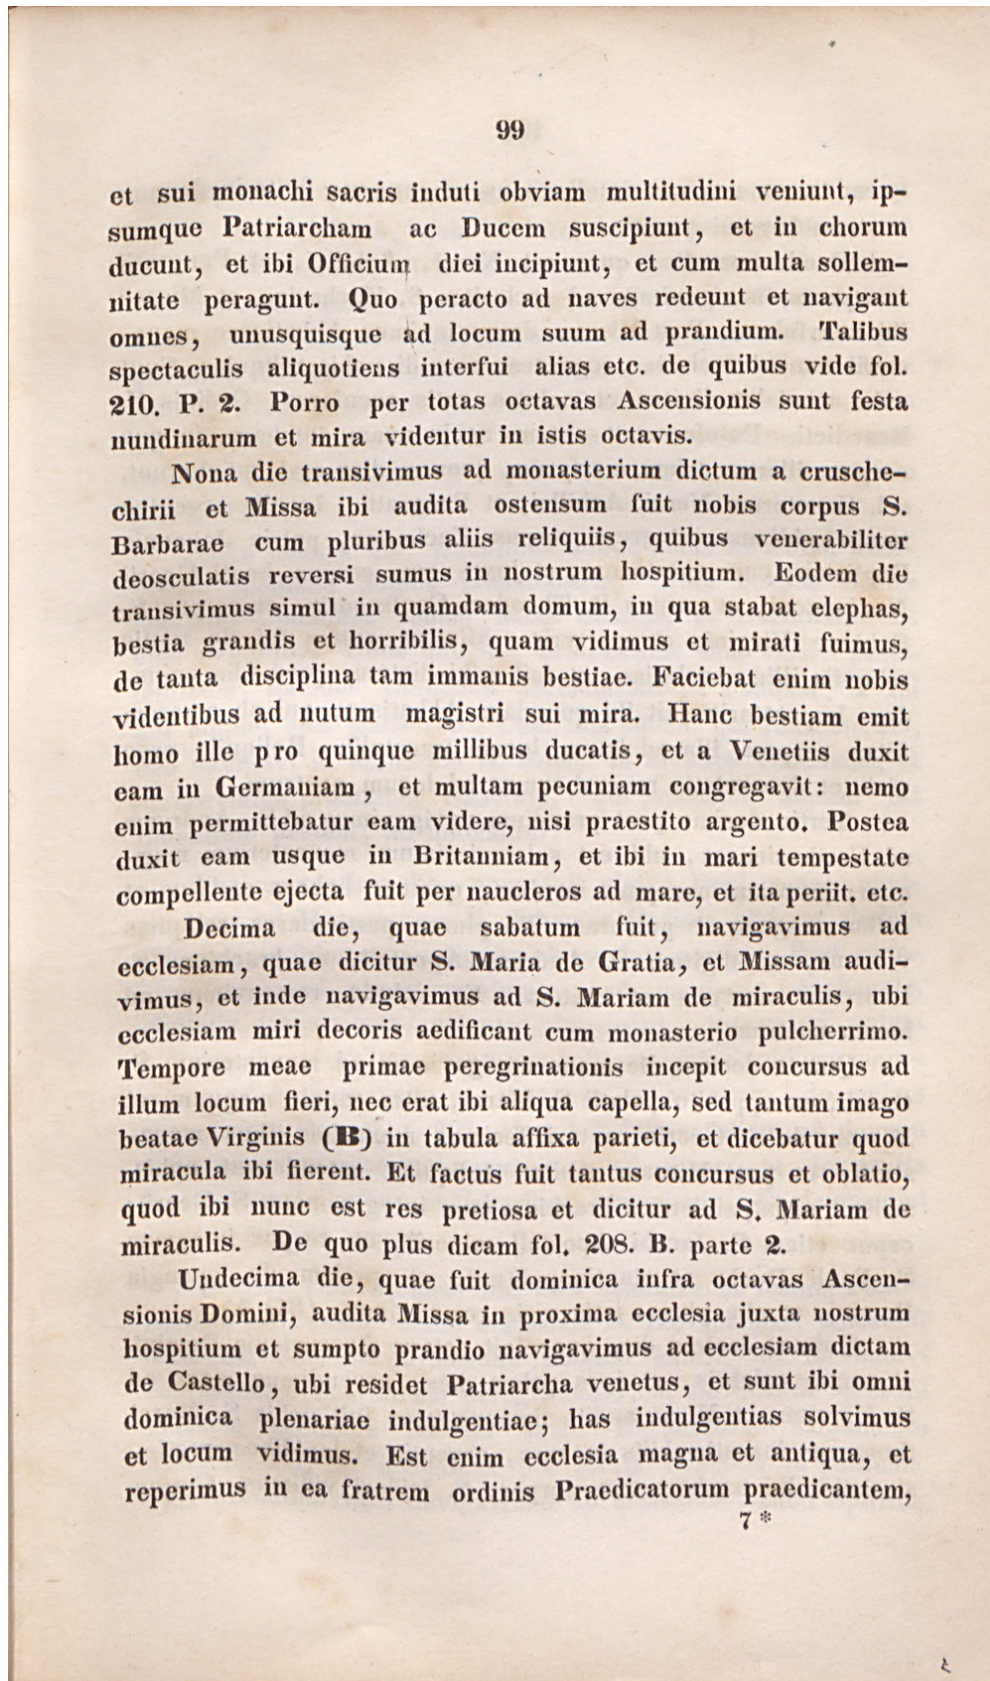 99
et sui monachi sacris induti obviam multitudini veniunt, ip-
sumque Patriarcham ac Ducem suscipiunt, et in chorum
ducunt, et ibi Officium diei incipiunt, et cum multa sollem-
nitate peragunt. Quo peracto ad naves redeunt et navigant
omnes, unusquisque ad locum suum ad prandium. Talibus
spectaculis aliquotiens interfui alias etc. de quibus vide fol.
210. P. 2. Porro per totas octavas Ascensionis sunt festa
nundinarum et mira videntur in istis octavis.
Nona die transivimus ad monasterium dictum a crusche-
chirii et Missa ibi audita ostensum fuit nobis corpus S.
Barbarae cum pluribus aliis reliquiis, quibus venerabiliter
deosculatis reversi sumus in nostrum hospitium. Eodem die
transivimus simul in quamdam domum, in qua stabat elephas,
bestia grandis et horribilis, quam vidimus et mirati fuimus,
de tanta disciplina tam immanis bestiae. Faciebat enim nobis
videntibus ad nutum magistri sui mira. Hanc bestiam emit
homo ille pro quinque millibus ducatis, et a Venetiis duxit
eam in Germaniam, et multam pecuniam congregavit: nemo
enim permittebatur eam videre, nisi praestito argento. Postea
duxit eam usque in Britanniam, et ibi in mari tempestate
compellente ejecta fuit per naucleros ad mare, et ita periit. etc.
Decima die, quae sabatum fuit, navigavimus ad
ecclesiam, quae dicitur S. Maria de Gratia, et Missam audi-
vimus, et inde navigavimus ad S. Mariam de miraculis, ubi
ecclesiam miri decoris aedificant cum monasterio pulcherrimo.
Tempore meae primae peregrinationis incepit concursus ad
illum locum fieri, nec erat ibi aliqua capella, sed tantum imago
beatae Virginis (B) in tabula affixa parieti, et dicebatur quod
miracula ibi fierent. Et factus fuit tantus concursus et oblatio,
quod ibi nunc est res pretiosa et dicitur ad S. Mariam de
miraculis. De quo plus dicam fol. 208. B. parte 2.
Undecima die, quae fuit dominica infra octavas Ascen-
sionis Domini, audita Missa in proxima ecclesia juxta nostrum
hospitium et sumpto prandio navigavimus ad ecclesiam dictam
de Castello, ubi residet Patriarcha venetus, et sunt ibi omni
dominica plenariae indulgentiae; has indulgentias solvimus
et locum vidimus. Est enim ecclesia magna et antiqua, et
reperimus in ea fratrem ordinis Praedicatorum praedicantem,
7 *